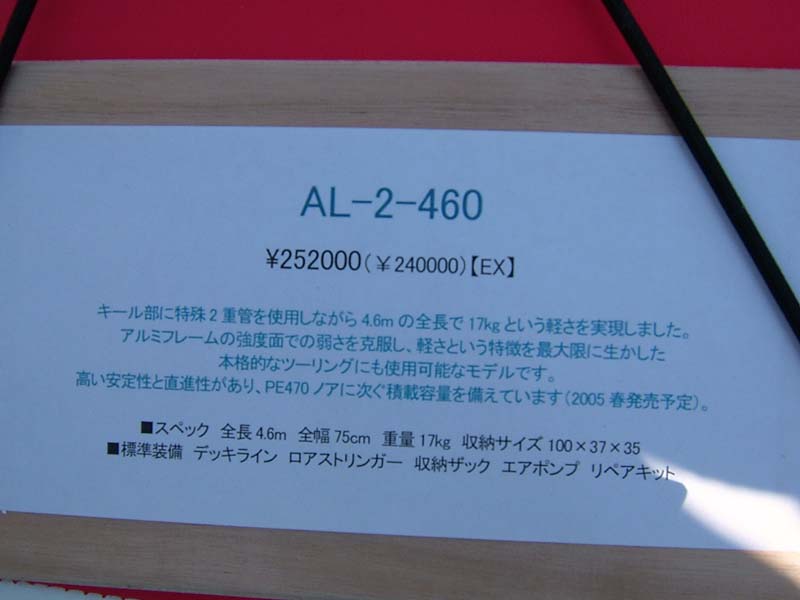 AL-2-460
¥252000(￥240000)【EX】
キール部に特殊2重管を使用しながら4.6mの全長で17kgという軽さを実現しました。
アルミフレームの強度面での弱さを克服し、軽さという特徴を最大限に生かした
本格的なツーリングにも使用可能なモデルです。
高い安定性と直進性があり、PE470ノアに次ぐ積載容量を備えています(2005春発売予定)。
■スペック 全長4.6m 全幅75cm 重量17kg 収納サイズ100×37×35
■標準装備 デッキライン ロアストリンガー 収納ザック エアポンプ リペアキット